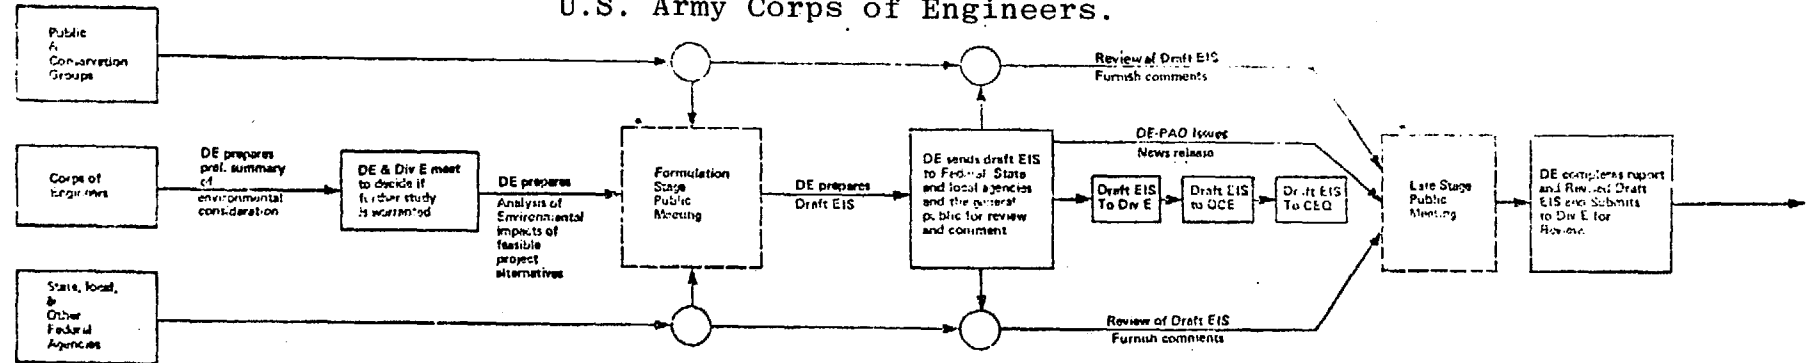 U.S. Army Corps of Engineers.
Public
&
Conservation
Groups
Review of Draft EIS
Furnish comments
Corps of
Engineers
DE prepares
prel. summary
of
environmental
consideration
DE & Div E meet
to decide if
further study
is warranted
DE prepares
Analysis of
Environmental
impacts of
feasible
project
alternatives
Formulation
Stage
Public
Meeting
DE prepares
Draft EIS
DE sends draft EIS
to Federal, State
and local agencies
and the general
public for review
and comment
DE-PAO Issues
News release
Draft EIS
To Div E
Draft EIS
to OCE
Draft EIS
To CEQ
Late Stage
Public
Meeting
DE completes report
and Revised Draft
EIS and Submits
to Div E for
Review
State, local,
&
Other
Federal
Agencies
Review of Draft EIS
Furnish comments